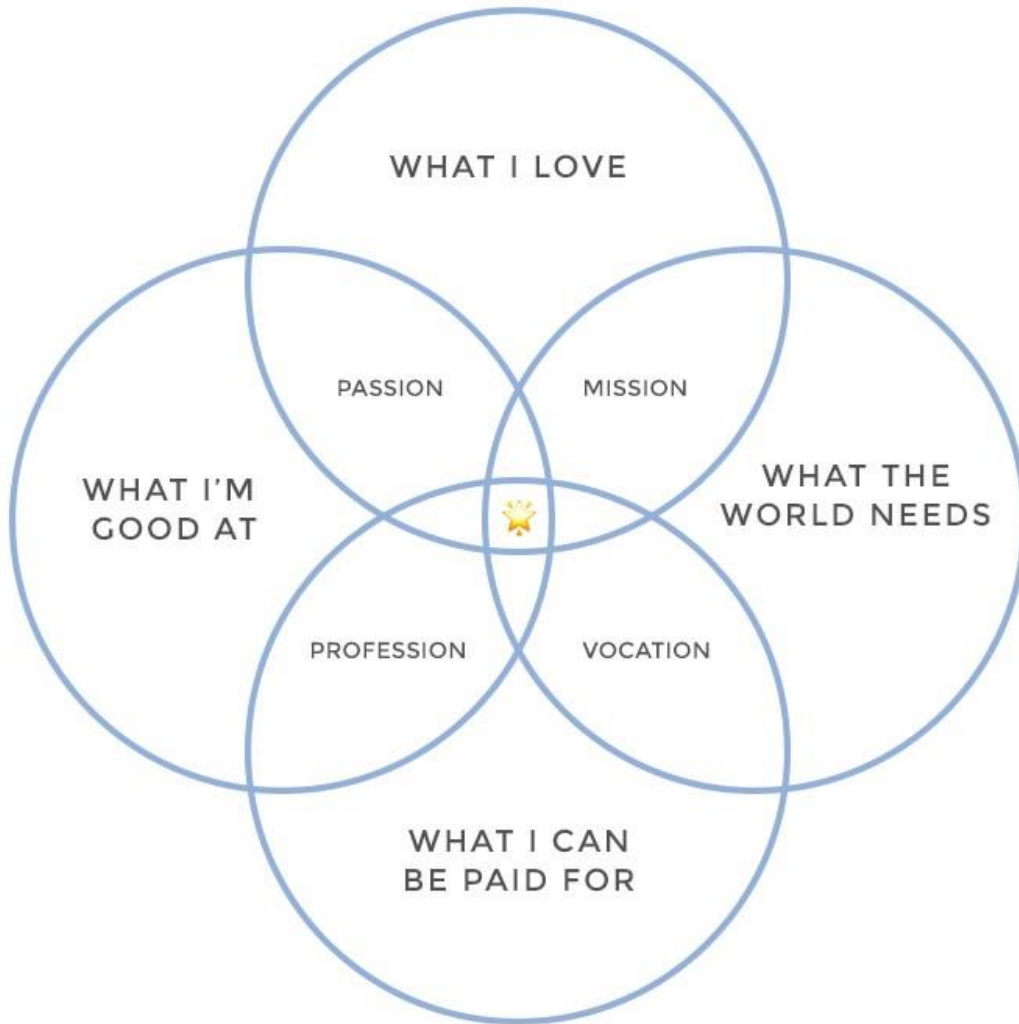 WHAT I LOVE
PASSION
MISSION
WHAT I'M
GOOD AT
WHAT THE
WORLD NEEDS
PROFESSION
VOCATION
WHAT I CAN
BE PAID FOR